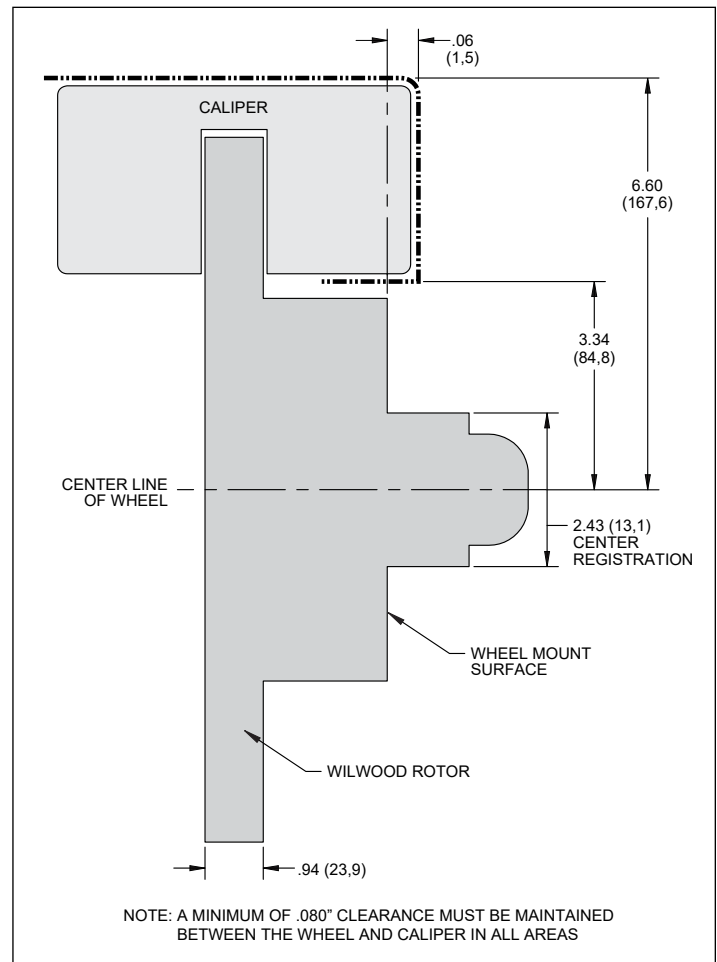 .06
(1,5)
CALIPER
6.60
(167,6)
3.34
(84,8)
CENTER LINE
OF WHEEL
2.43 (13,1)
CENTER
REGISTRATION
WHEEL MOUNT
SURFACE
WILWOOD ROTOR
.94 (23,9)
NOTE: A MINIMUM OF .080" CLEARANCE MUST BE MAINTAINED
BETWEEN THE WHEEL AND CALIPER IN ALL AREAS